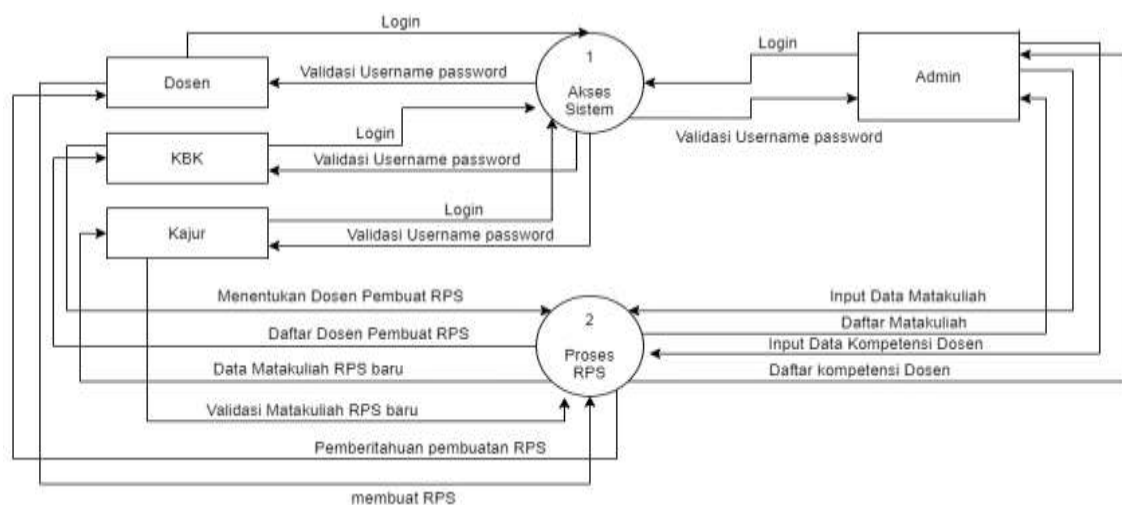 Login
1
Akses
Sistem
Dosen
Validasi Username password
Login
Admin
Validasi Username password
Login
KBK
Validasi Username password
Login
Kajur
Validasi Username password
Menentukan Dosen Pembuat RPS
Input Data Matakuliah
2
Proses
RPS
Daftar Matakuliah
Daftar Dosen Pembuat RPS
Input Data Kompetensi Dosen
Data Matakuliah RPS baru
Daftar kompetensi Dosen
Validasi Matakuliah RPS baru
Pemberitahuan pembuatan RPS
membuat RPS